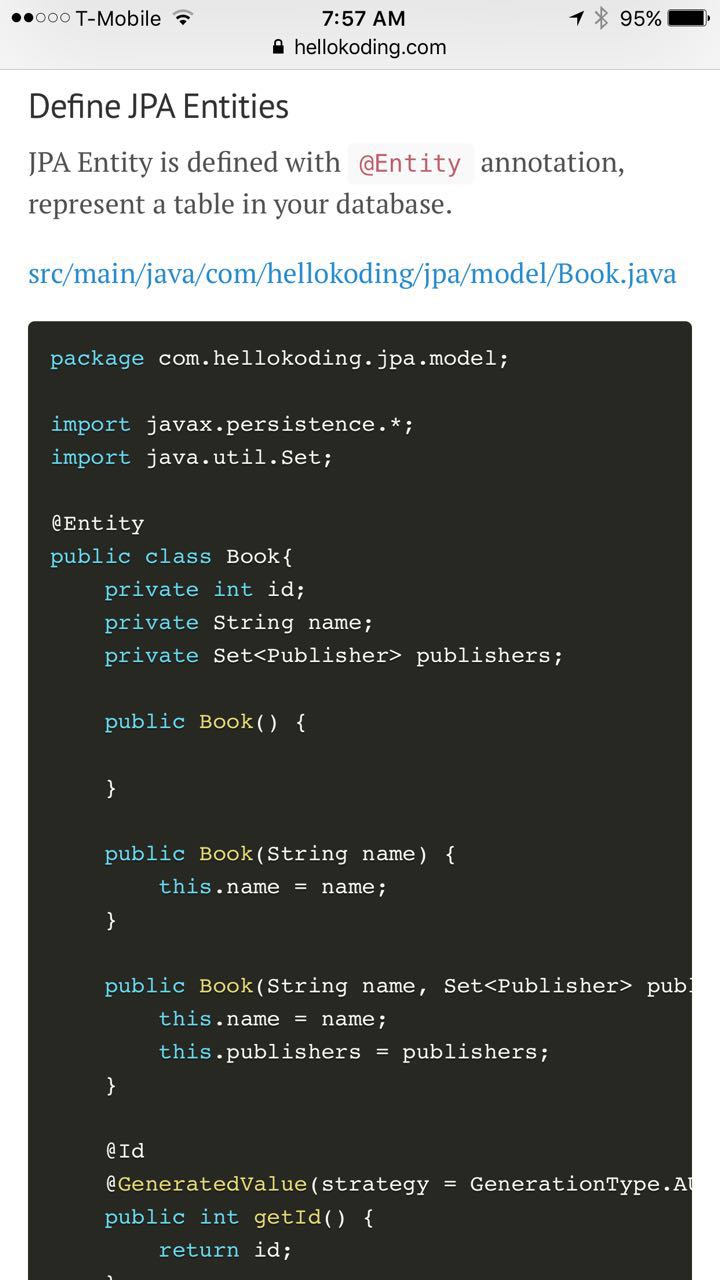 T-Mobile 7:57 AM 95%
hellokoding.com
Define JPA Entities
JPA Entity is defined with @Entity annotation,
represent a table in your database.
src/main/java/com/hellokoding/jpa/model/Book.java
package com.hellokoding.jpa.model;
import javax.persistence.*;
import java.util.Set;
@Entity
public class Book{
    private int id;
    private String name;
    private Set<Publisher> publishers;
    public Book() {
    }
    public Book(String name) {
        this.name = name;
    }
    public Book(String name, Set<Publisher> publ
        this.name = name;
        this.publishers = publishers;
    }
    @Id
    @GeneratedValue(strategy = GenerationType.AU
    public int getId() {
        return id;